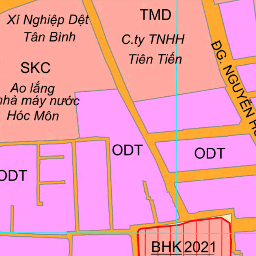 Xí Nghiệp Dệt
Tân Bình
TMD
C.ty TNHH
Tiên Tiến
SKC
Ao lắng
nhà máy nước
Hóc Môn
ĐG. NGUYỄN
ODT
ODT
ODT
BHK 2021